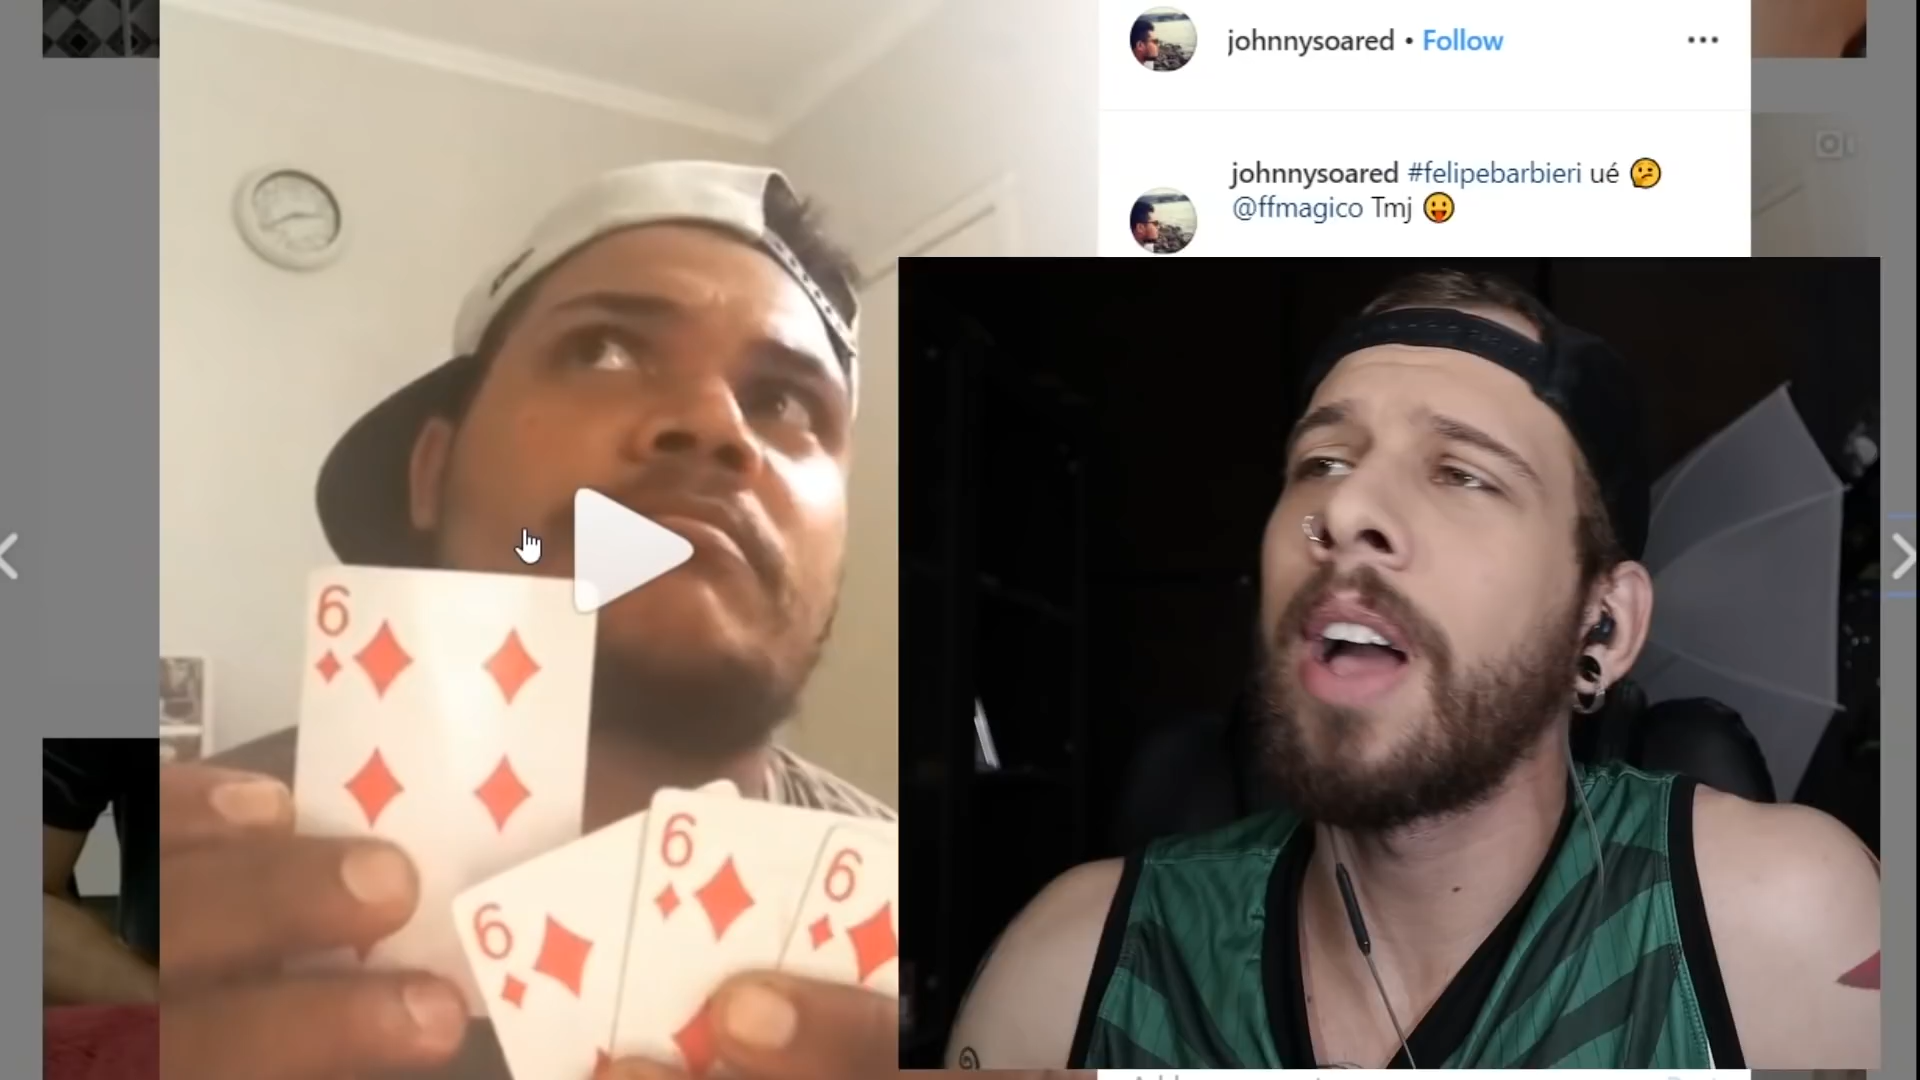 johnnysoared • Follow
johnnysoared #felipebarbieri ué 🤔
@ffmagico Tmj 😛
6
6
6
6